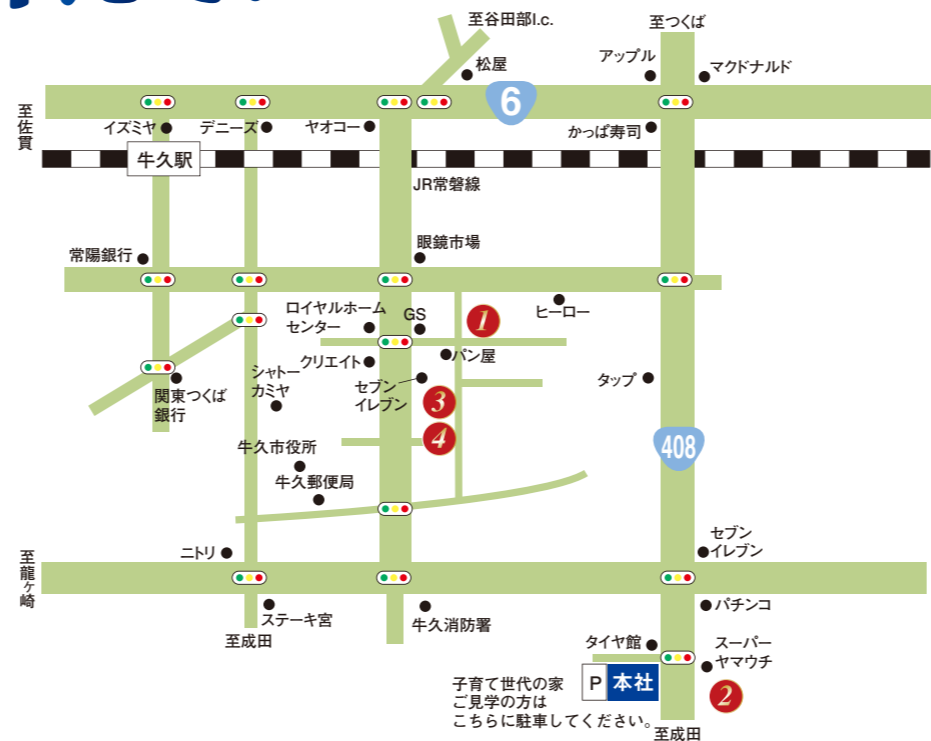 至谷田部I.c.
至つくば
松屋
アップル
マクドナルド
6
至佐貫
イズミヤ
デニーズ
ヤオコー
かっぱ寿司
牛久駅
JR常磐線
常陽銀行
眼鏡市場
ロイヤルホーム
センター
GS
1
ヒーロー
パン屋
クリエイト
シャトー
カミヤ
セブン
イレブン
タップ
関東つくば
銀行
3
4
408
牛久市役所
牛久郵便局
至龍ヶ崎
ニトリ
セブン
イレブン
ステーキ宮
牛久消防署
パチンコ
至成田
タイヤ館
スーパー
ヤマウチ
子育て世代の家
ご見学の方は
こちらに駐車してください。
P 本社
2
至成田